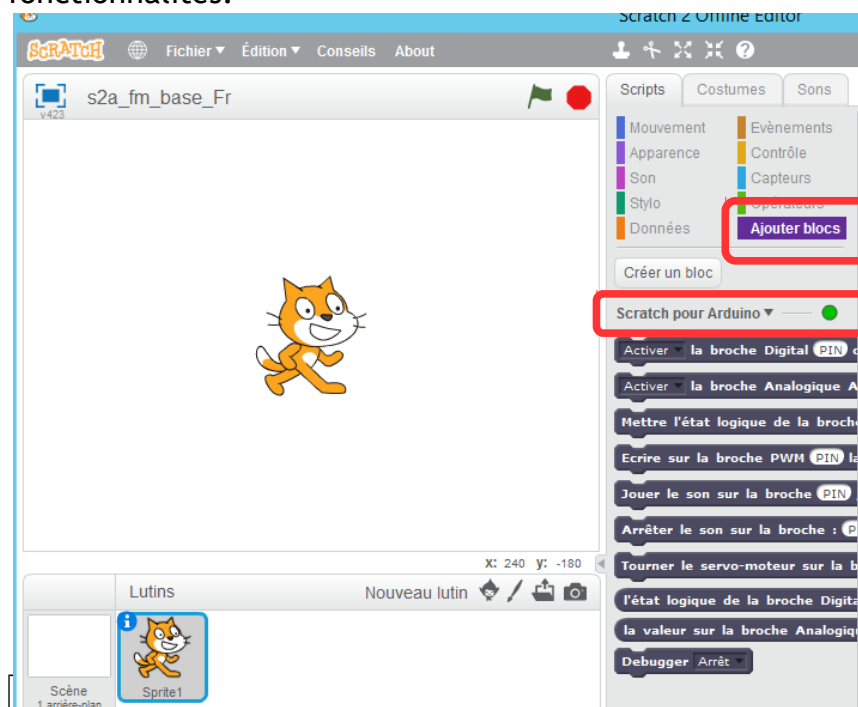 fonctionnalités.
Scratch 2 Offline Editor
SCRATCH Fichier Édition Conseils About
v423
s2a_fm_base_Fr
Scripts Costumes Sons
Mouvement Evènements
Apparence Contrôle
Son Capteurs
Stylo Opérateurs
Données Ajouter blocs
Créer un bloc
Scratch pour Arduino
Activer la broche Digital PIN
Activer la broche Analogique A
Mettre l'état logique de la broch
Ecrire sur la broche PWM PIN la
Jouer le son sur la broche PIN
Arrêter le son sur la broche : P
Tourner le servo-moteur sur la b
l'état logique de la broche Digita
la valeur sur la broche Analogiq
Debugger Arrêt
X: 240 Y: -180
Lutins Nouveau lutin
Scène
1 arrière-plan
Sprite1